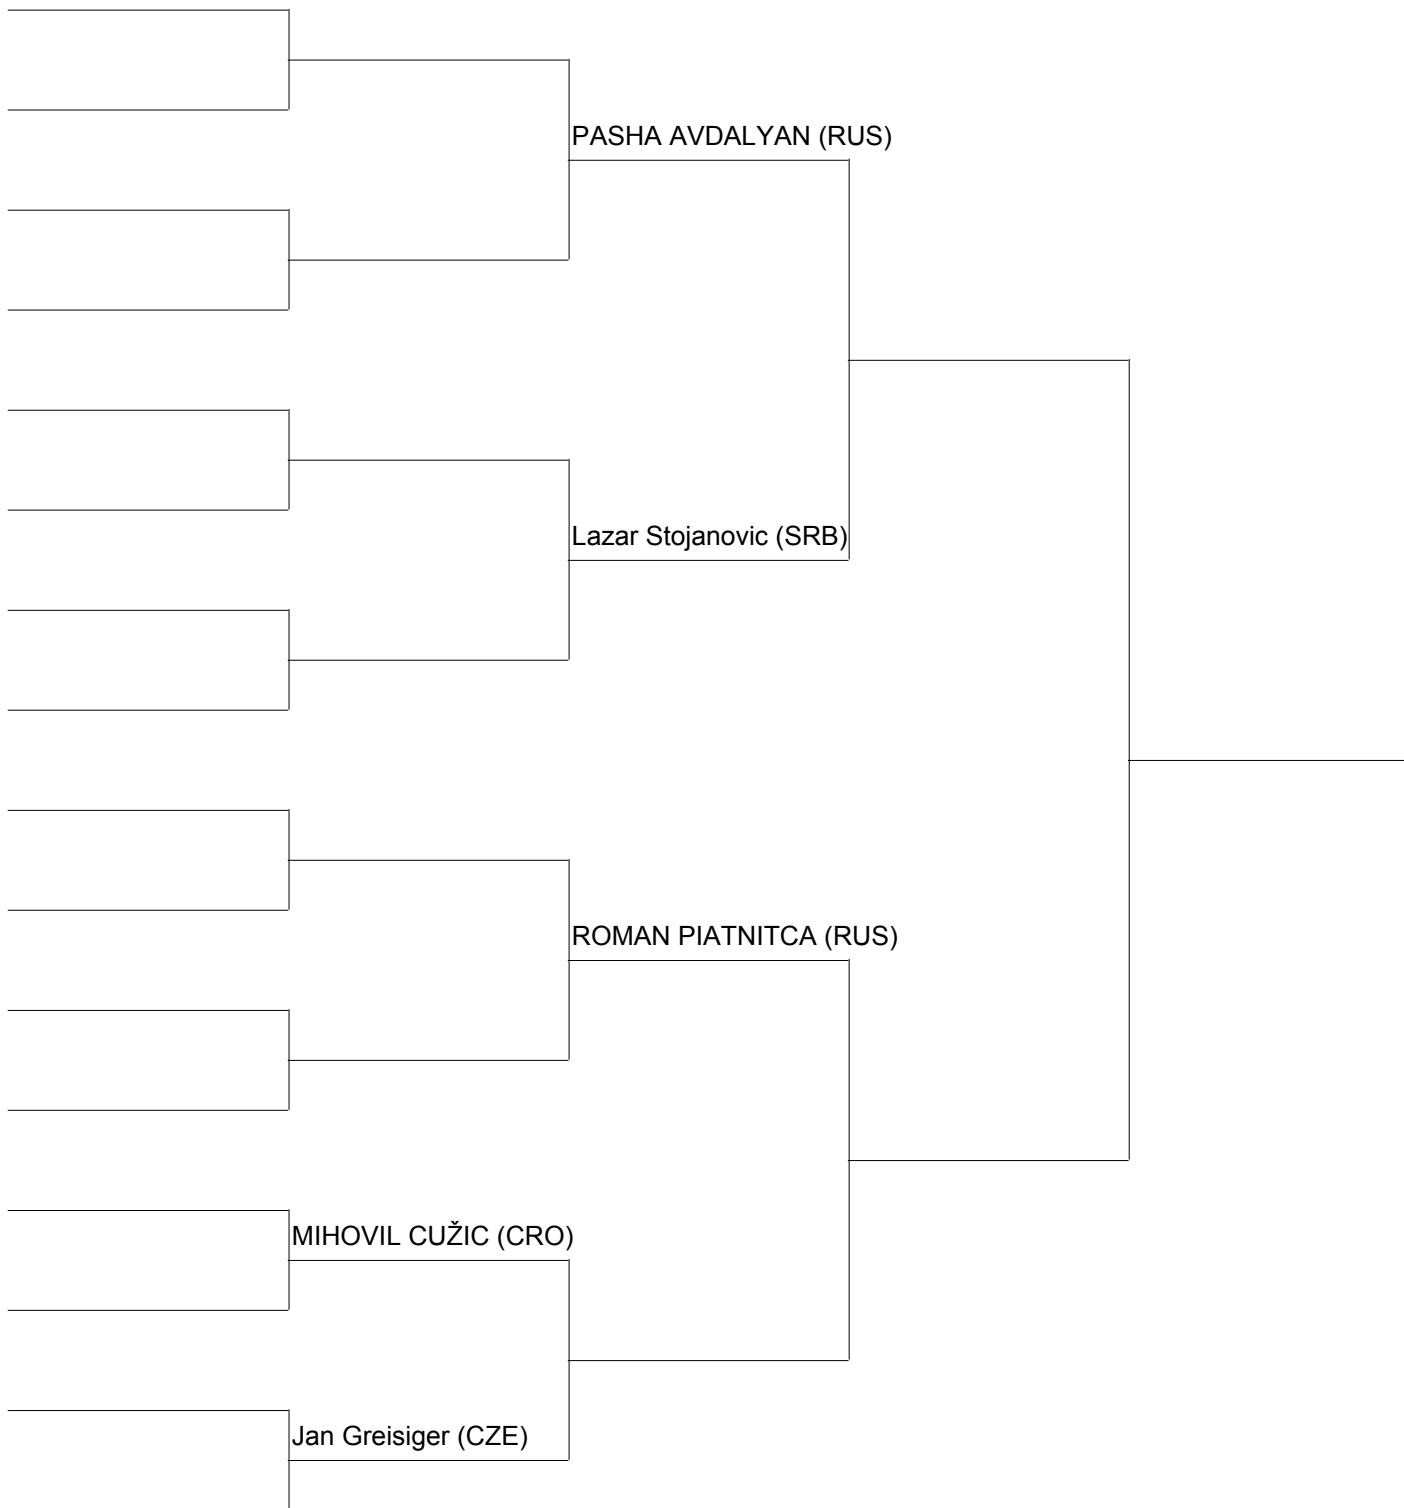 PASHA AVDALYAN (RUS)
Lazar Stojanovic (SRB)
ROMAN PIATNITCA (RUS)
MIHOVIL CUŽIC (CRO)
Jan Greisiger (CZE)